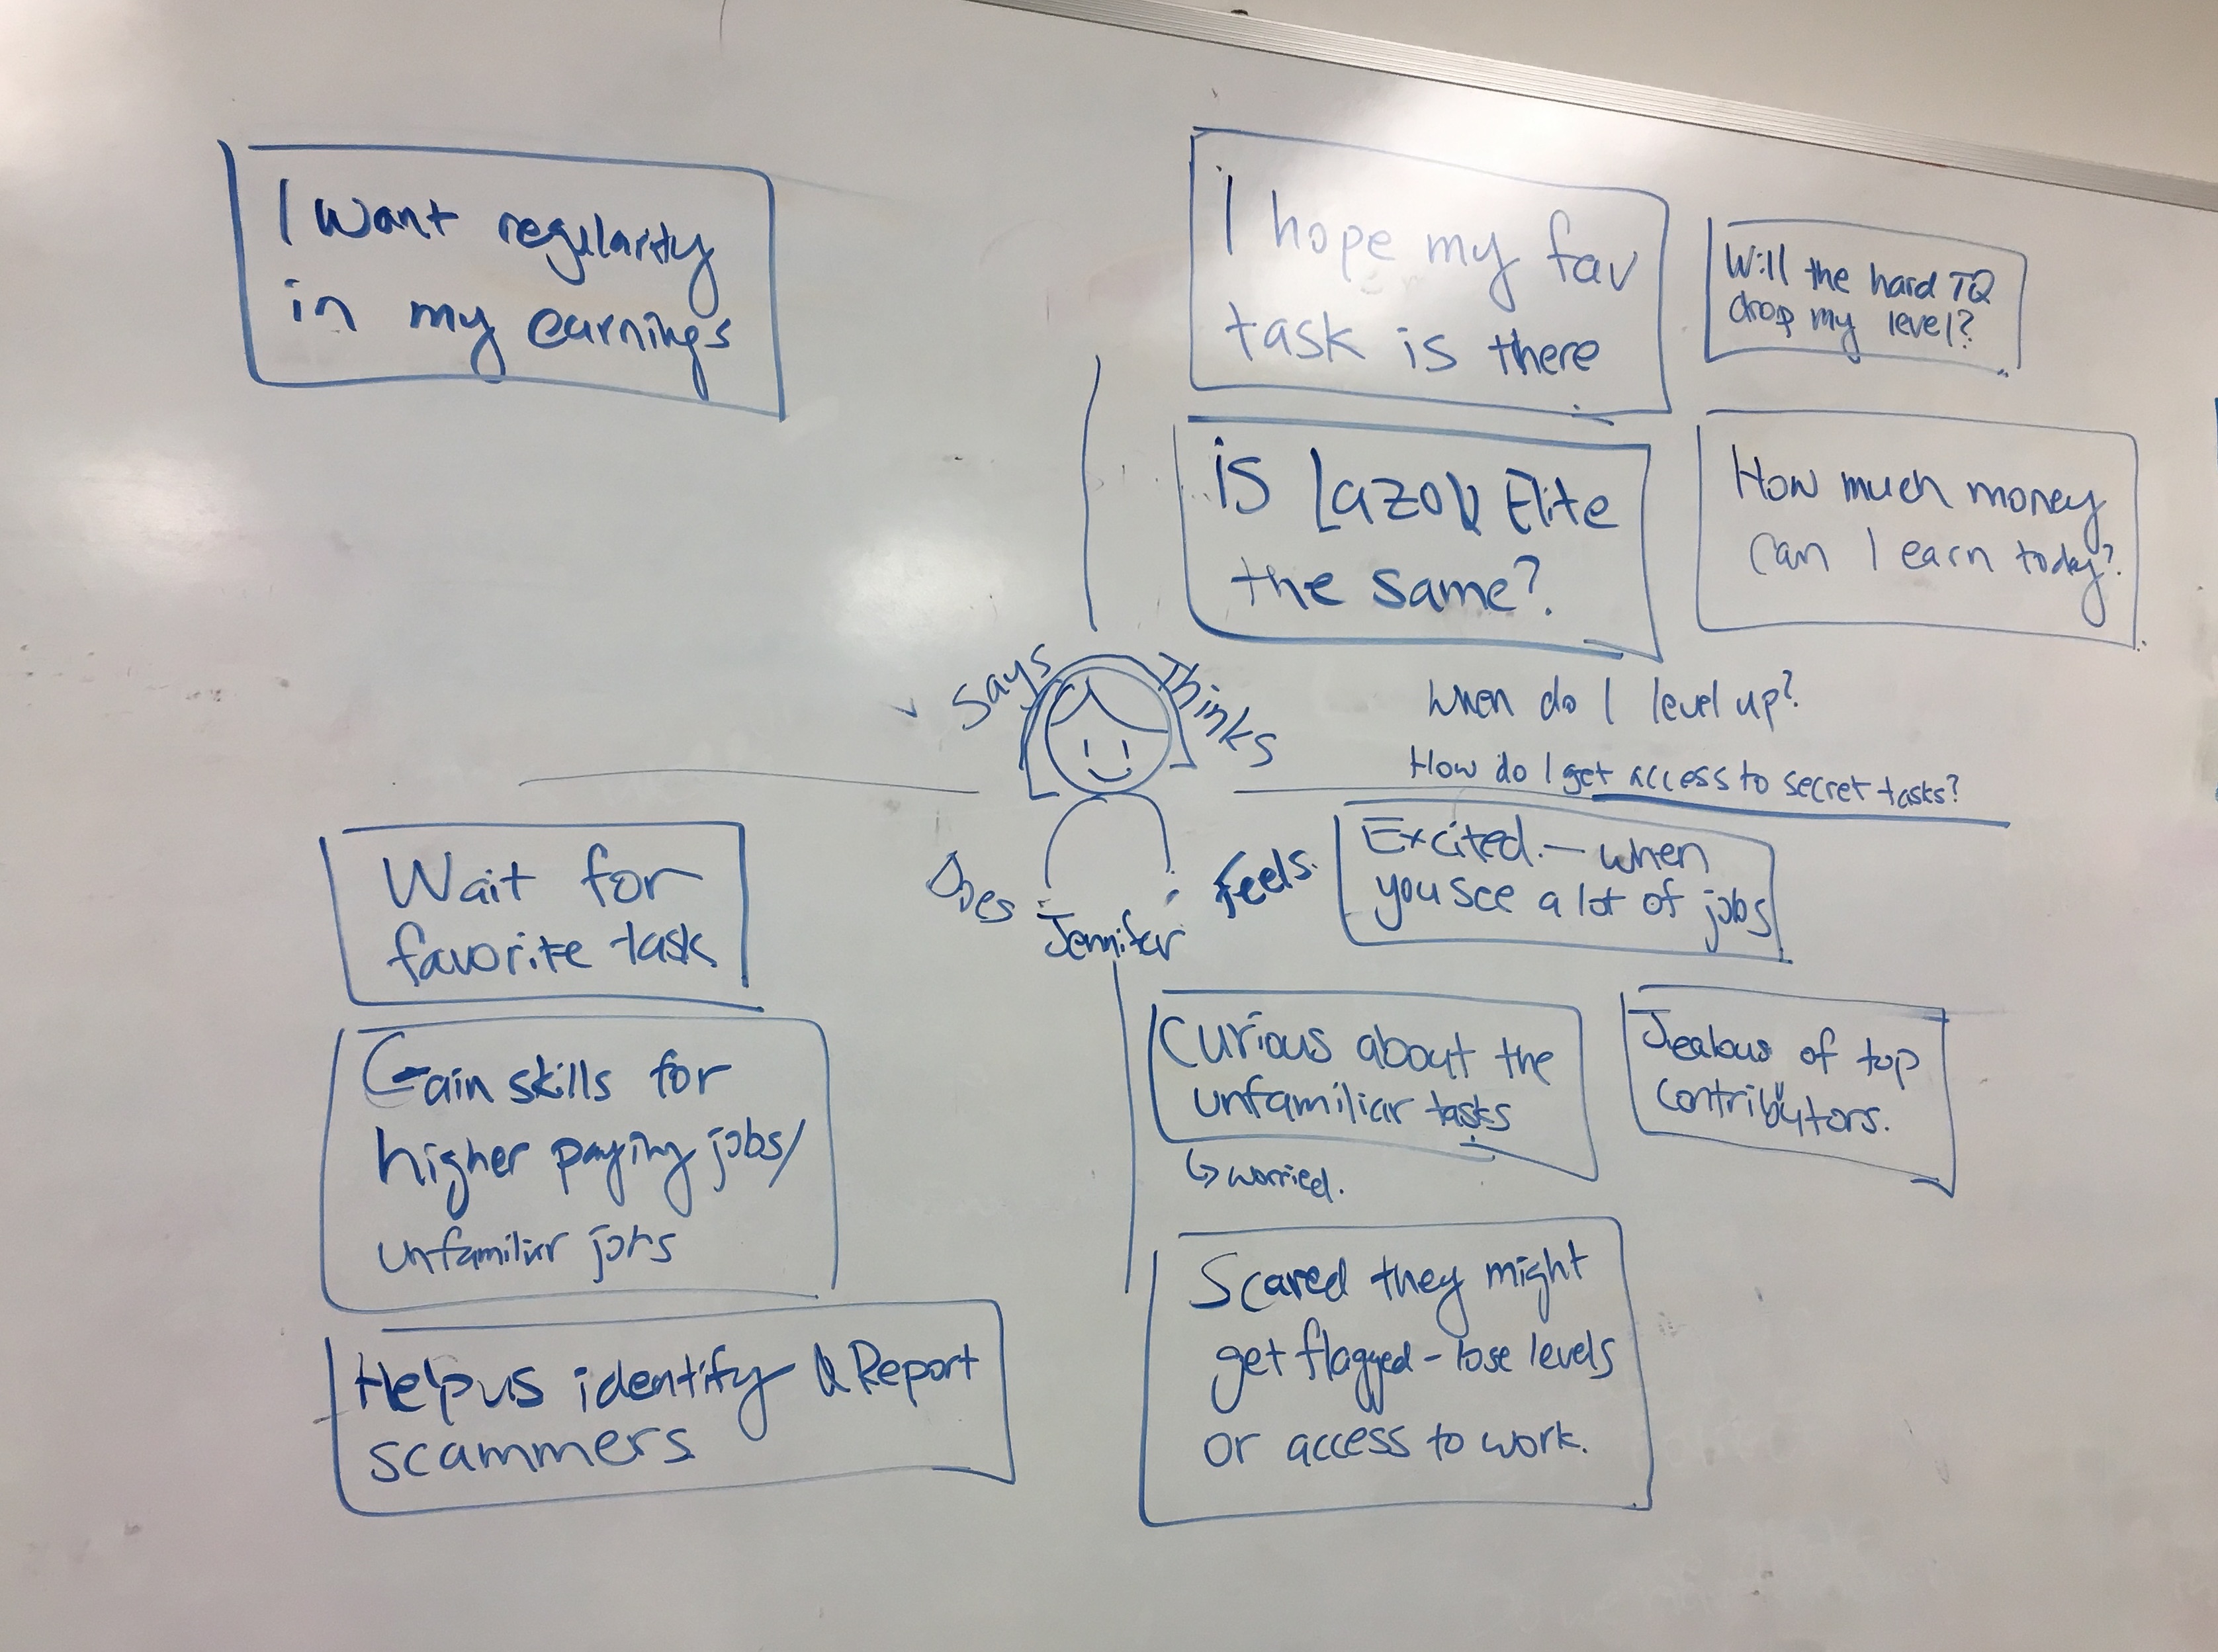 I want regularity
in my earnings
I hope my fav
task is there
Will the hard TQ
drop my level?
is Elite
the same?
How much money
can I earn today?
Says
Thinks
When do I level up?
How do I get access to secret tasks?
Does
Jennifer
Feels.
Wait for
favorite task
Gain skills for
higher paying jobs/
unfamiliar jobs
Help us identify & Report
scammers
Excited. — when
you see a lot of jobs
Curious about the
unfamiliar tasks
↳ worried.
Jealous of top
contributors.
Scared they might
get flagged - lose levels
or access to work.